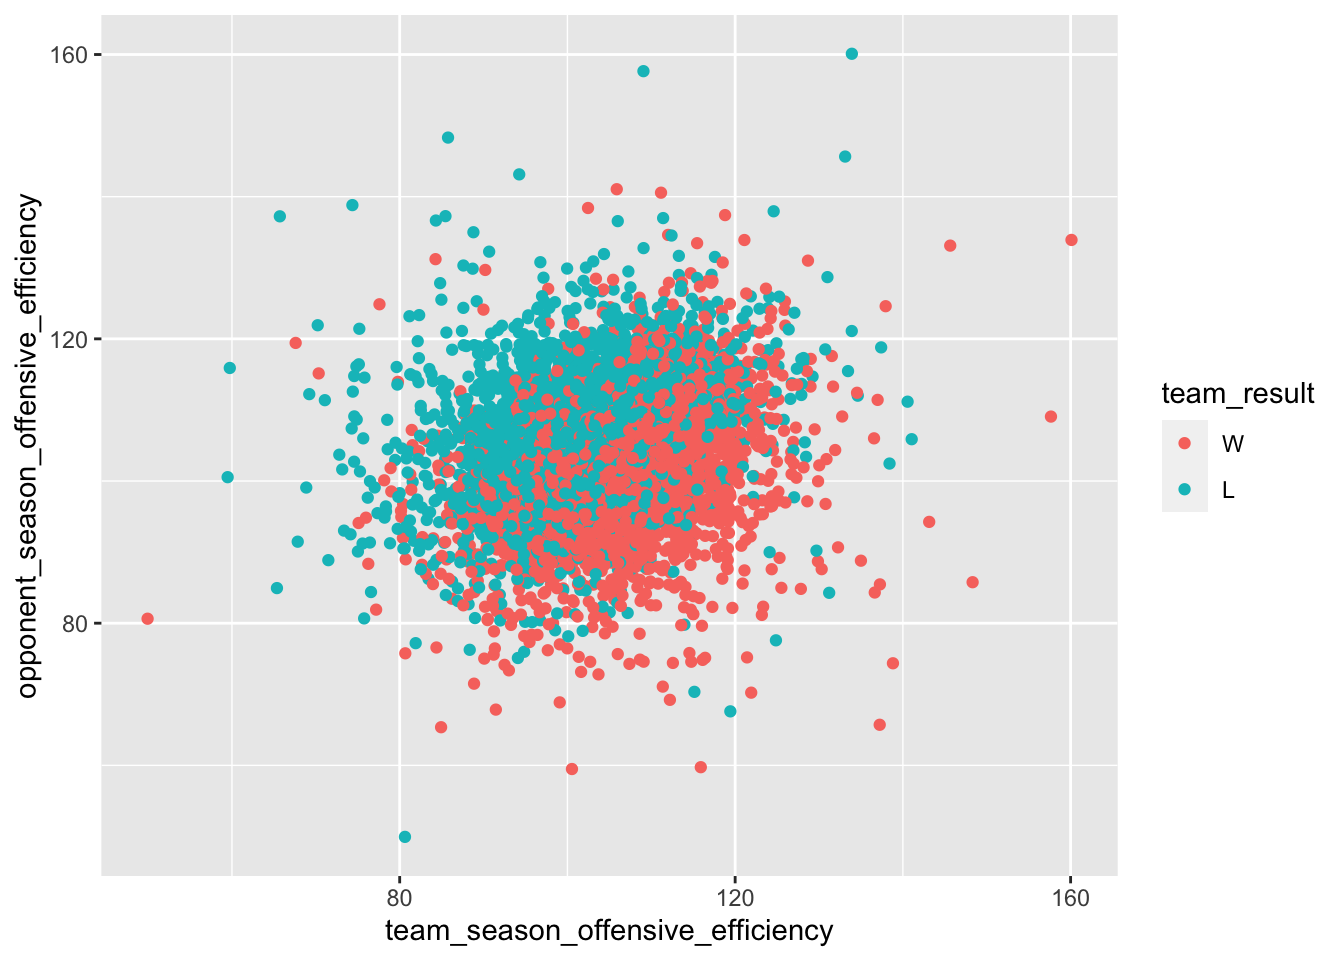 160
120
80
opponent_season_offensive_efficiency
80
120
160
team_season_offensive_efficiency
team_result
W
L